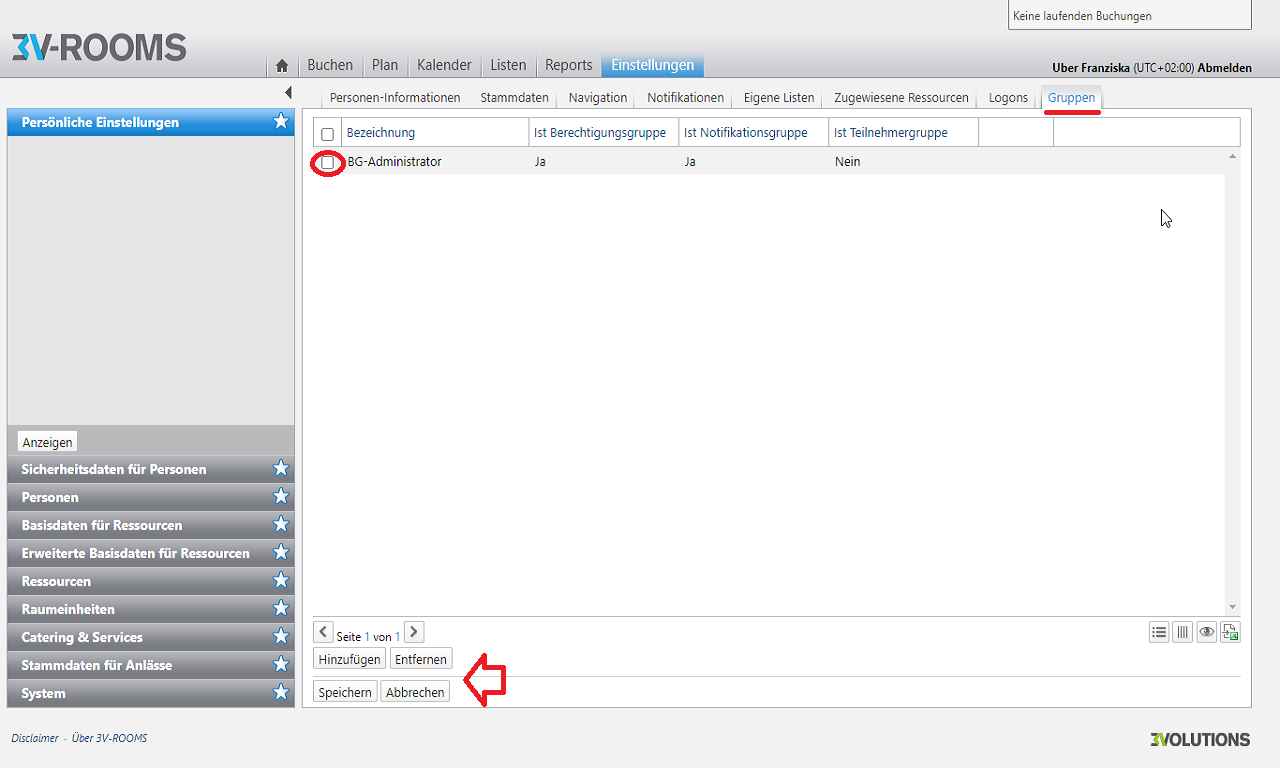 Keine laufenden Buchungen
3V-ROOMS
Buchen Plan Kalender Listen Reports Einstellungen
Uber Franziska (UTC+02:00) Abmelden
Personen-Informationen Stammdaten Navigation Notifikationen Eigene Listen Zugewiesene Ressourcen Logons Gruppen
Persönliche Einstellungen
Bezeichnung Ist Berechtigungsgruppe Ist Notifikationsgruppe Ist Teilnehmergruppe
BG-Administrator Ja Ja Nein
Anzeigen
Sicherheitsdaten für Personen
Personen
Basisdaten für Ressourcen
Erweiterte Basisdaten für Ressourcen
Ressourcen
Raumeinheiten
Catering & Services
Stammdaten für Anlässe
System
Seite 1 von 1
Hinzufügen Entfernen
Speichern Abbrechen
Disclaimer - Über 3V-ROOMS
3VOLUTIONS